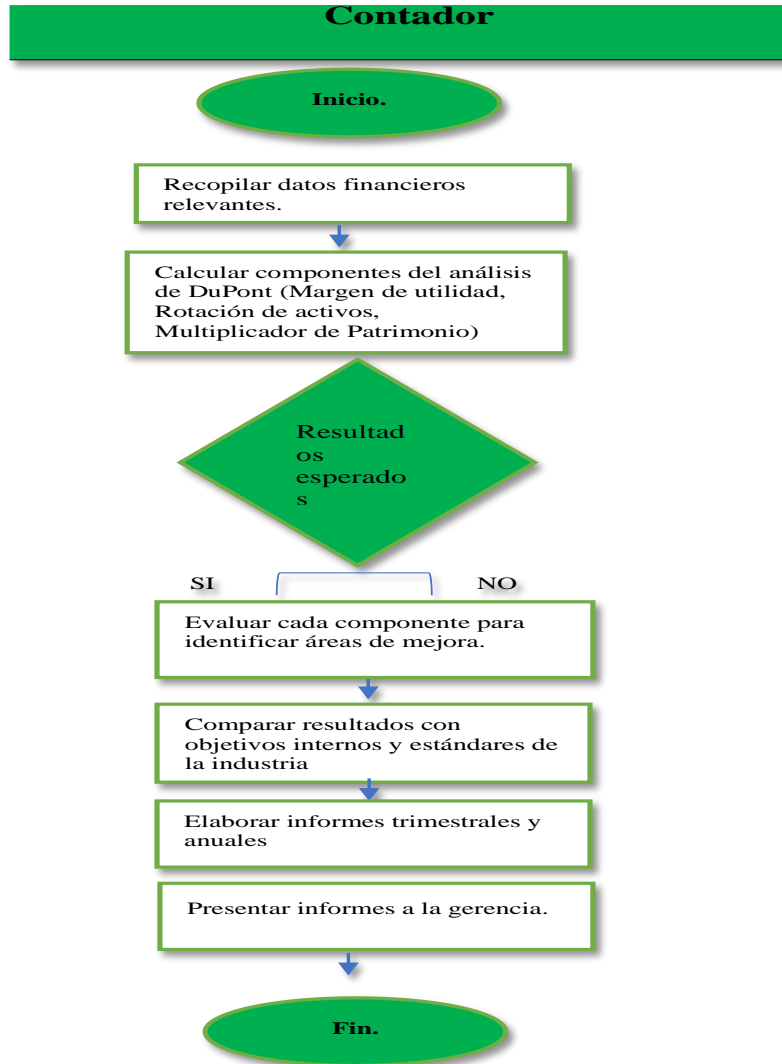 Contador
Inicio.
Recopilar datos financieros
relevantes.
Calcular componentes del análisis
de DuPont (Margen de utilidad,
Rotación de activos,
Multiplicador de Patrimonio)
Resultad
os
esperado
s
SI
NO
Evaluar cada componente para
identificar áreas de mejora.
Comparar resultados con
objetivos internos y estándares de
la industria
Elaborar informes trimestrales y
anuales
Presentar informes a la gerencia.
Fin.